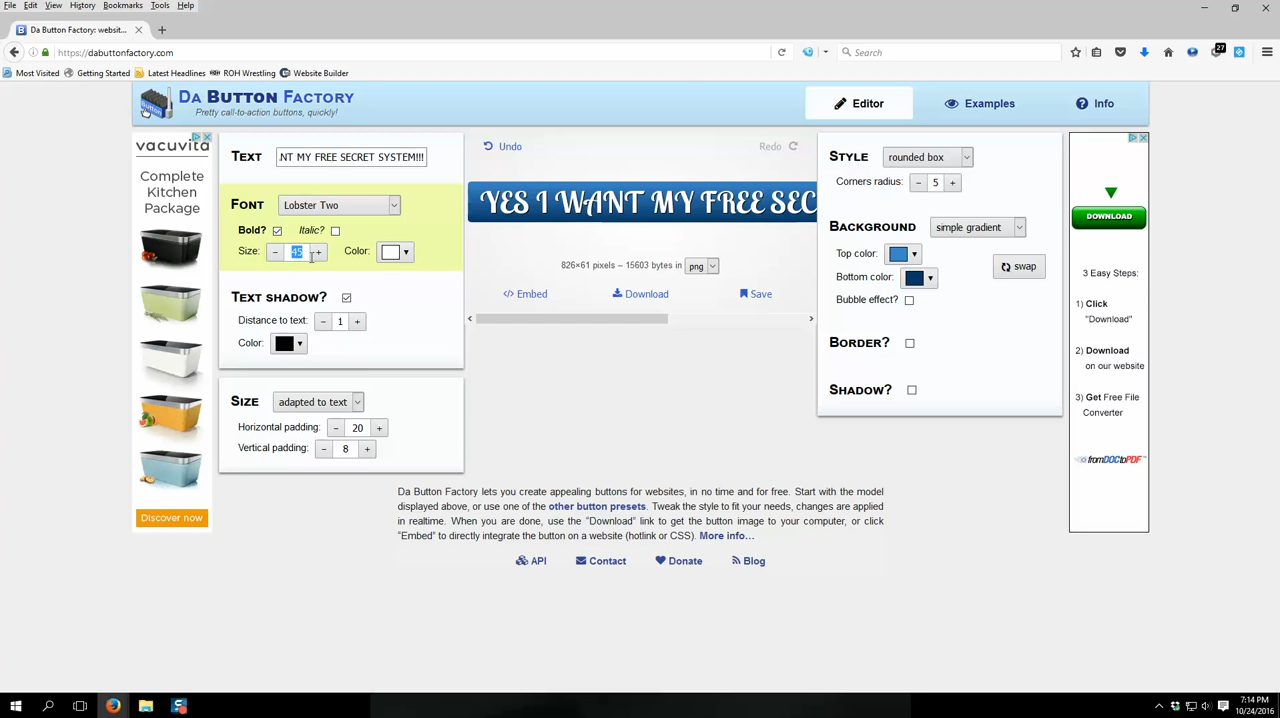 File Edit View History Bookmarks Tools Help
Da Button Factory: websit...
https://dabuttonfactory.com
Search
27
Most Visited Getting Started Latest Headlines ROH Wrestling Website Builder
Button
DA BUTTON FACTORY
Pretty call-to-action buttons, quickly!
Editor
Examples
Info
vacuvita
Complete
Kitchen
Package
Discover now
TEXT
NT MY FREE SECRET SYSTEM!!!
FONT
Lobster Two
Bold?
Italic?
Size: - 45 +
Color:
TEXT SHADOW?
Distance to text: - 1 +
Color:
SIZE
adapted to text
Horizontal padding: - 20 +
Vertical padding: - 8 +
Undo
Redo
YES I WANT MY FREE SEC
826×61 pixels – 15603 bytes in png
</> Embed
Download
Save
STYLE
rounded box
Corners radius: - 5 +
BACKGROUND
simple gradient
Top color:
Bottom color:
swap
Bubble effect?
BORDER?
SHADOW?
DOWNLOAD
3 Easy Steps:
1) Click
"Download"
2) Download
on our website
3) Get Free File
Converter
fromDOCtoPDF™
Da Button Factory lets you create appealing buttons for websites, in no time and for free. Start with the model
displayed above, or use one of the other button presets. Tweak the style to fit your needs, changes are applied
in realtime. When you are done, use the "Download" link to get the button image to your computer, or click
"Embed" to directly integrate the button on a website (hotlink or CSS). More info...
API
Contact
Donate
Blog
7:14 PM
10/24/2016